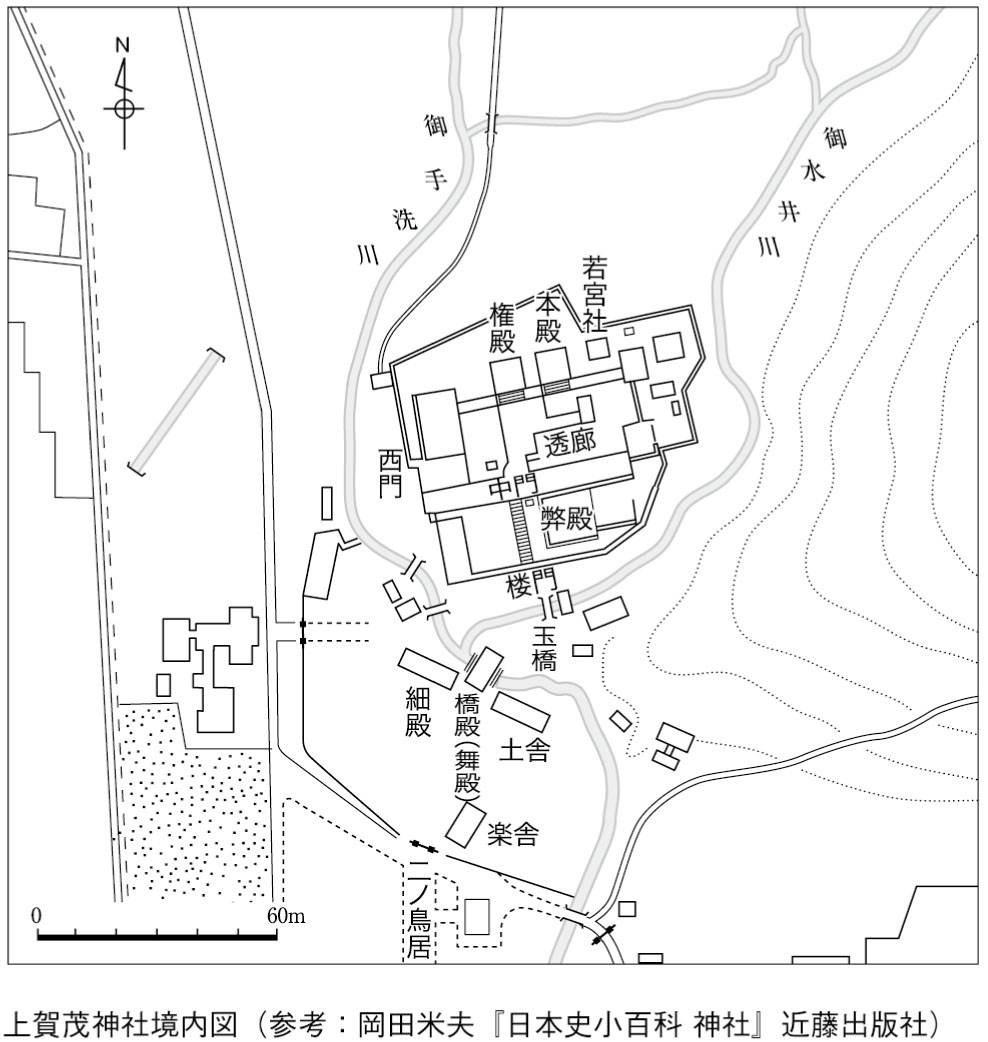 N
御手洗川
御水井川
若宮社
本殿
権殿
透廊
西門
中門
弊殿
楼門
玉橋
細殿
橋殿(舞殿)
土舎
楽舎
二ノ鳥居
0 60m
上賀茂神社境内図（参考：岡田米夫『日本史小百科 神社』近藤出版社）